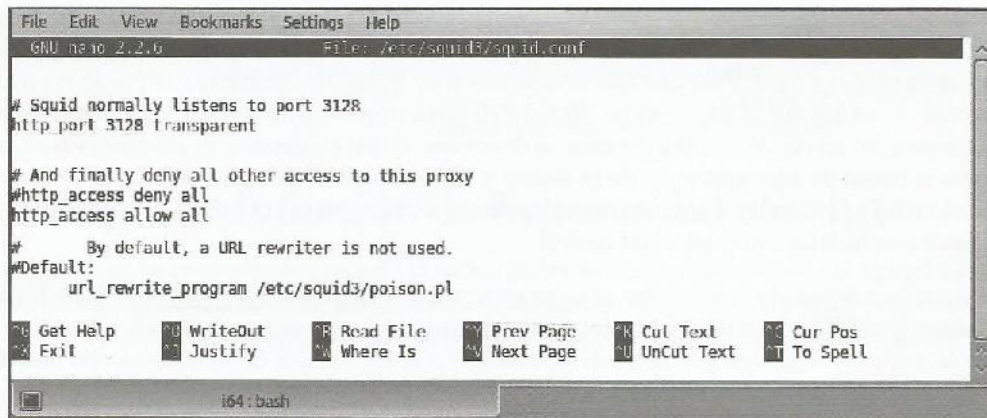 File Edit View Bookmarks Settings Help
GNU nano 2.2.6 File: /etc/squid3/squid.conf
# Squid normally listens to port 3128
http_port 3128 transparent
# And finally deny all other access to this proxy
#http_access deny all
http_access allow all
# By default, a URL rewriter is not used.
#Default:
url_rewrite_program /etc/squid3/poison.pl
^G Get Help ^O WriteOut ^R Read File ^Y Prev Page ^K Cut Text ^C Cur Pos
^X Exit ^J Justify ^W Where Is ^V Next Page ^U UnCut Text ^T To Spell
i64 : bash